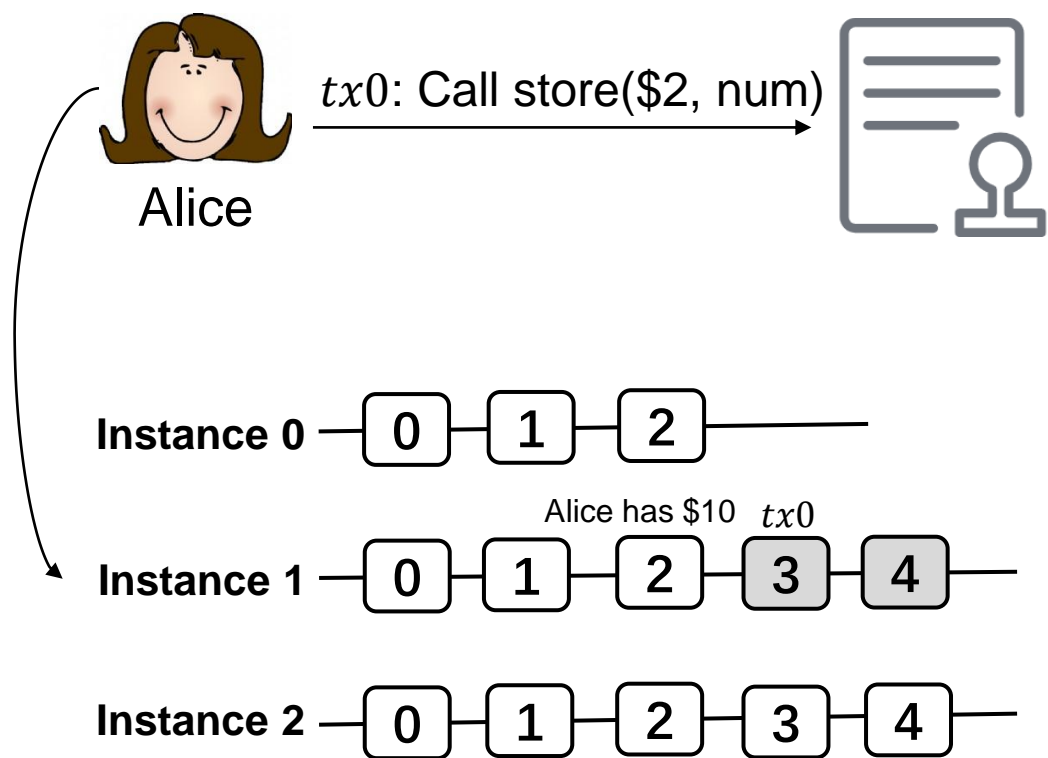 tx0: Call store($2, num)
Alice
Instance 0 0 1 2
Alice has $10 tx0
Instance 1 0 1 2 3 4
Instance 2 0 1 2 3 4